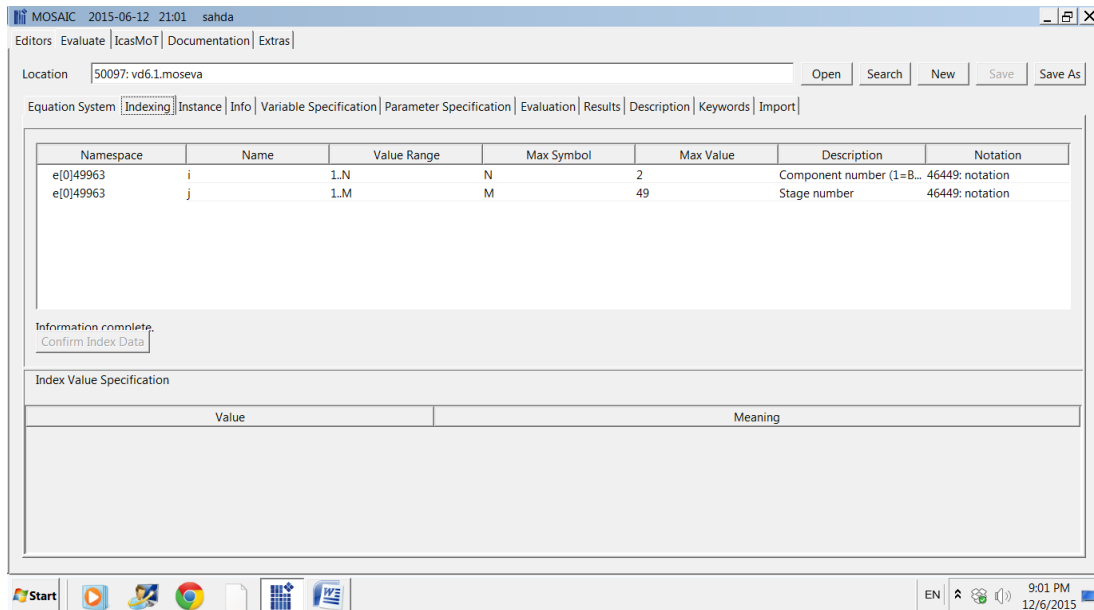 MOSAIC 2015-06-12 21:01 sahda
Editors Evaluate IcasMoT Documentation Extras
Location 50097: vd6.1.moseva Open Search New Save Save As
Equation System Indexing Instance Info Variable Specification Parameter Specification Evaluation Results Description Keywords Import
Namespace Name Value Range Max Symbol Max Value Description Notation
e[0]49963 i 1..N N 2 Component number (1=B... 46449: notation
e[0]49963 j 1..M M 49 Stage number 46449: notation
Information complete.
Confirm Index Data
Index Value Specification
Value Meaning
Start EN 9:01 PM
12/6/2015